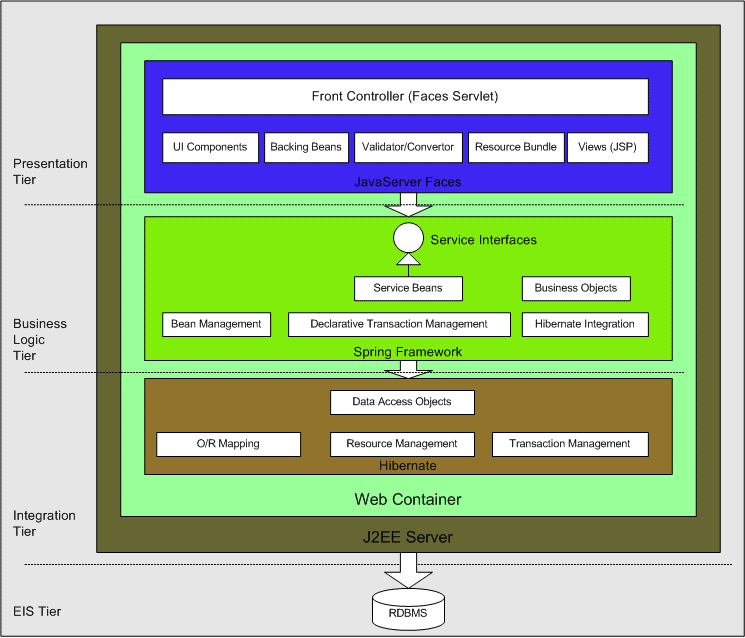 Front Controller (Faces Servlet)
UI Components
Backing Beans
Validator/Convertor
Resource Bundle
Views (JSP)
Presentation
Tier
JavaServer Faces
Service Interfaces
Service Beans
Business Objects
Business
Logic
Tier
Bean Management
Declarative Transaction Management
Hibernate Integration
Spring Framework
Data Access Objects
O/R Mapping
Resource Management
Transaction Management
Hibernate
Web Container
Integration
Tier
J2EE Server
EIS Tier
RDBMS